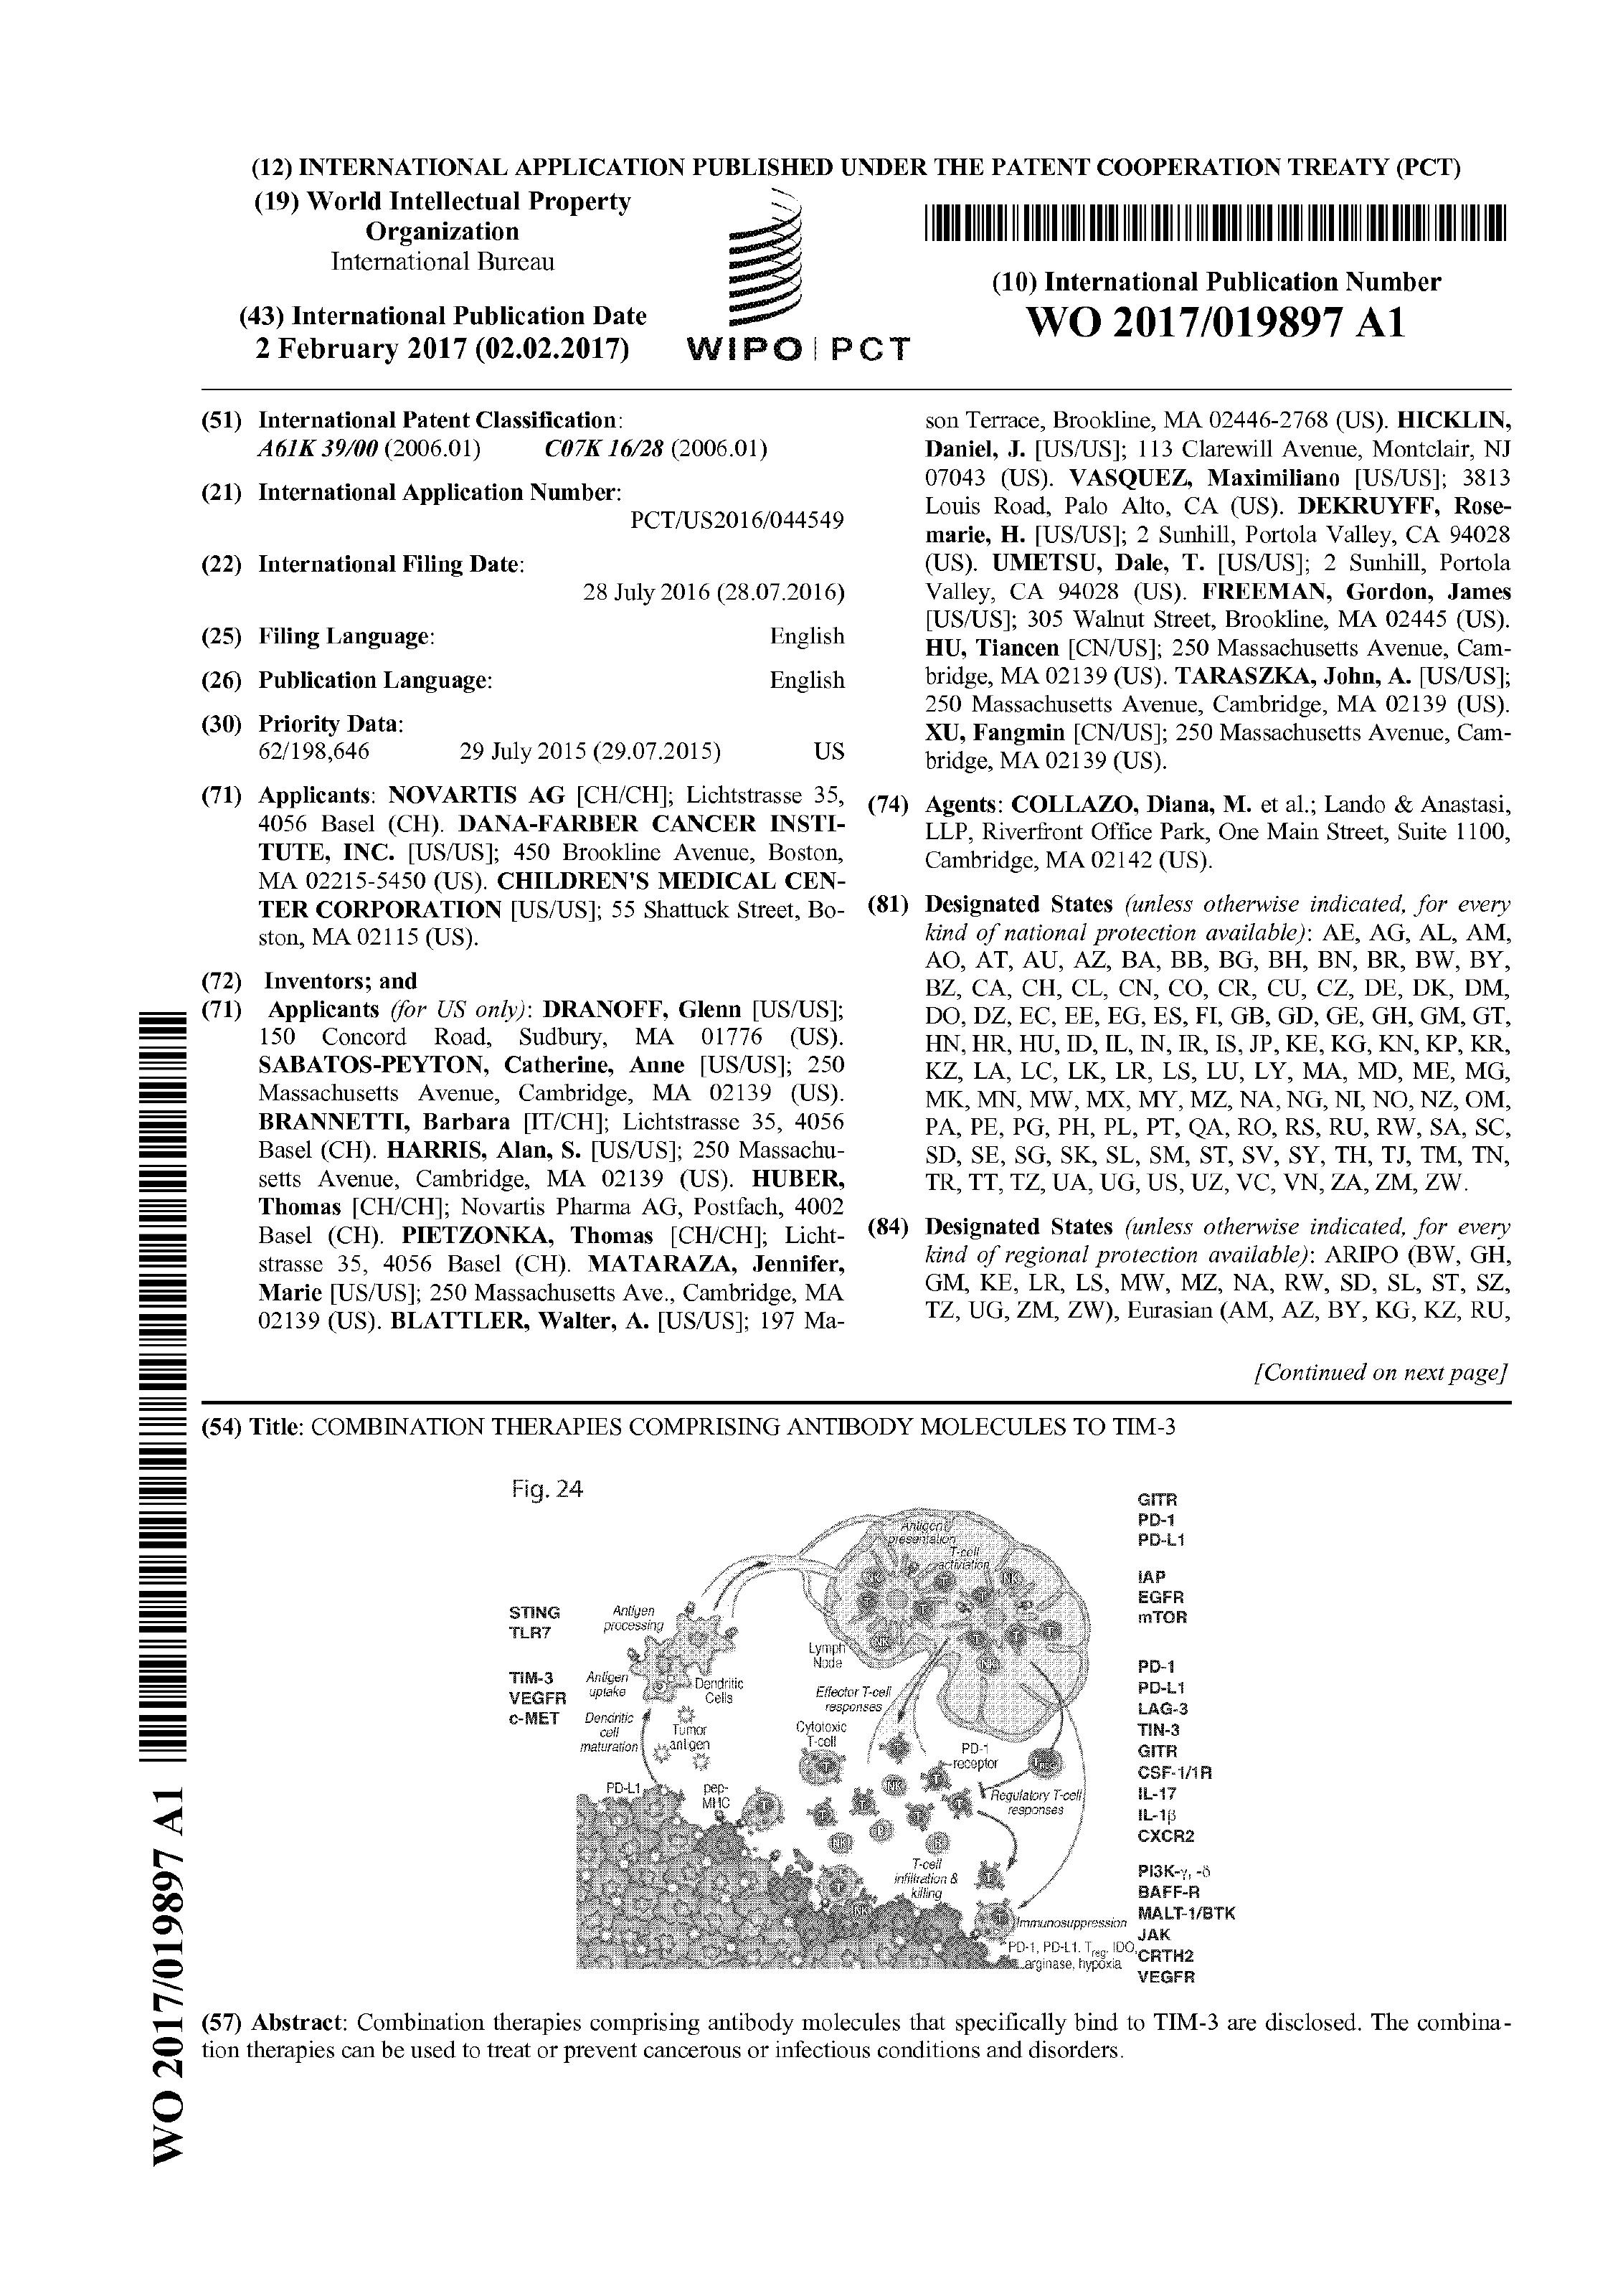 (12) INTERNATIONAL APPLICATION PUBLISHED UNDER THE PATENT COOPERATION TREATY (PCT)
(19) World Intellectual Property
Organization
International Bureau
(43) International Publication Date
2 February 2017 (02.02.2017)
WIPO | PCT
(10) International Publication Number
WO 2017/019897 A1
(51) International Patent Classification:
A61K 39/00 (2006.01) C07K 16/28 (2006.01)
(21) International Application Number:
PCT/US2016/044549
(22) International Filing Date:
28 July 2016 (28.07.2016)
(25) Filing Language: English
(26) Publication Language: English
(30) Priority Data:
62/198,646 29 July 2015 (29.07.2015) US
(71) Applicants: NOVARTIS AG [CH/CH]; Lichtstrasse 35,
4056 Basel (CH). DANA-FARBER CANCER INSTI-
TUTE, INC. [US/US]; 450 Brookline Avenue, Boston,
MA 02215-5450 (US). CHILDREN'S MEDICAL CEN-
TER CORPORATION [US/US]; 55 Shattuck Street, Bo-
ston, MA 02115 (US).
(72) Inventors; and
(71) Applicants (for US only): DRANOFF, Glenn [US/US];
150 Concord Road, Sudbury, MA 01776 (US).
SABATOS-PEYTON, Catherine, Anne [US/US]; 250
Massachusetts Avenue, Cambridge, MA 02139 (US).
BRANNETTI, Barbara [IT/CH]; Lichtstrasse 35, 4056
Basel (CH). HARRIS, Alan, S. [US/US]; 250 Massachu-
setts Avenue, Cambridge, MA 02139 (US). HUBER,
Thomas [CH/CH]; Novartis Pharma AG, Postfach, 4002
Basel (CH). PIETZONKA, Thomas [CH/CH]; Licht-
strasse 35, 4056 Basel (CH). MATARAZA, Jennifer,
Marie [US/US]; 250 Massachusetts Ave., Cambridge, MA
02139 (US). BLATTLER, Walter, A. [US/US]; 197 Ma-
son Terrace, Brookline, MA 02446-2768 (US). HICKLIN,
Daniel, J. [US/US]; 113 Clarewill Avenue, Montclair, NJ
07043 (US). VASQUEZ, Maximiliano [US/US]; 3813
Louis Road, Palo Alto, CA (US). DEKRUYFF, Rose-
marie, H. [US/US]; 2 Sunhill, Portola Valley, CA 94028
(US). UMETSU, Dale, T. [US/US]; 2 Sunhill, Portola
Valley, CA 94028 (US). FREEMAN, Gordon, James
[US/US]; 305 Walnut Street, Brookline, MA 02445 (US).
HU, Tiancen [CN/US]; 250 Massachusetts Avenue, Cam-
bridge, MA 02139 (US). TARASZKA, John, A. [US/US];
250 Massachusetts Avenue, Cambridge, MA 02139 (US).
XU, Fangmin [CN/US]; 250 Massachusetts Avenue, Cam-
bridge, MA 02139 (US).
(74) Agents: COLLAZO, Diana, M. et al.; Lando & Anastasi,
LLP, Riverfront Office Park, One Main Street, Suite 1100,
Cambridge, MA 02142 (US).
(81) Designated States (unless otherwise indicated, for every
kind of national protection available): AE, AG, AL, AM,
AO, AT, AU, AZ, BA, BB, BG, BH, BN, BR, BW, BY,
BZ, CA, CH, CL, CN, CO, CR, CU, CZ, DE, DK, DM,
DO, DZ, EC, EE, EG, ES, FI, GB, GD, GE, GH, GM, GT,
HN, HR, HU, ID, IL, IN, IR, IS, JP, KE, KG, KN, KP, KR,
KZ, LA, LC, LK, LR, LS, LU, LY, MA, MD, ME, MG,
MK, MN, MW, MX, MY, MZ, NA, NG, NI, NO, NZ, OM,
PA, PE, PG, PH, PL, PT, QA, RO, RS, RU, RW, SA, SC,
SD, SE, SG, SK, SL, SM, ST, SV, SY, TH, TJ, TM, TN,
TR, TT, TZ, UA, UG, US, UZ, VC, VN, ZA, ZM, ZW.
(84) Designated States (unless otherwise indicated, for every
kind of regional protection available): ARIPO (BW, GH,
GM, KE, LR, LS, MW, MZ, NA, RW, SD, SL, ST, SZ,
TZ, UG, ZM, ZW), Eurasian (AM, AZ, BY, KG, KZ, RU,
[Continued on next page]
(54) Title: COMBINATION THERAPIES COMPRISING ANTIBODY MOLECULES TO TIM-3
Fig. 24
STING
TLR7
TIM-3
VEGFR
c-MET
Antigen
processing
Antigen
uptake
Dendritic
cell
maturation
Dendritic
Cells
Tumor
antigen
PD-L1
pep-
MHC
Antigen
presentation
T-cell
activation
Lymph
Node
Effector T-cell
responses
Cytotoxic
T-cell
PD-1
receptor
Regulatory T-cell
responses
T-cell
infiltration &
killing
Immunosuppression
PD-1, PD-L1, Treg, IDO,
arginase, hypoxia
GITR
PD-1
PD-L1
IAP
EGFR
mTOR
PD-1
PD-L1
LAG-3
TIN-3
GITR
CSF-1/1R
IL-17
IL-1β
CXCR2
PI3K-γ, -δ
BAFF-R
MALT-1/BTK
JAK
CRTH2
VEGFR
(57) Abstract: Combination therapies comprising antibody molecules that specifically bind to TIM-3 are disclosed. The combina-
tion therapies can be used to treat or prevent cancerous or infectious conditions and disorders.
WO 2017/019897 A1